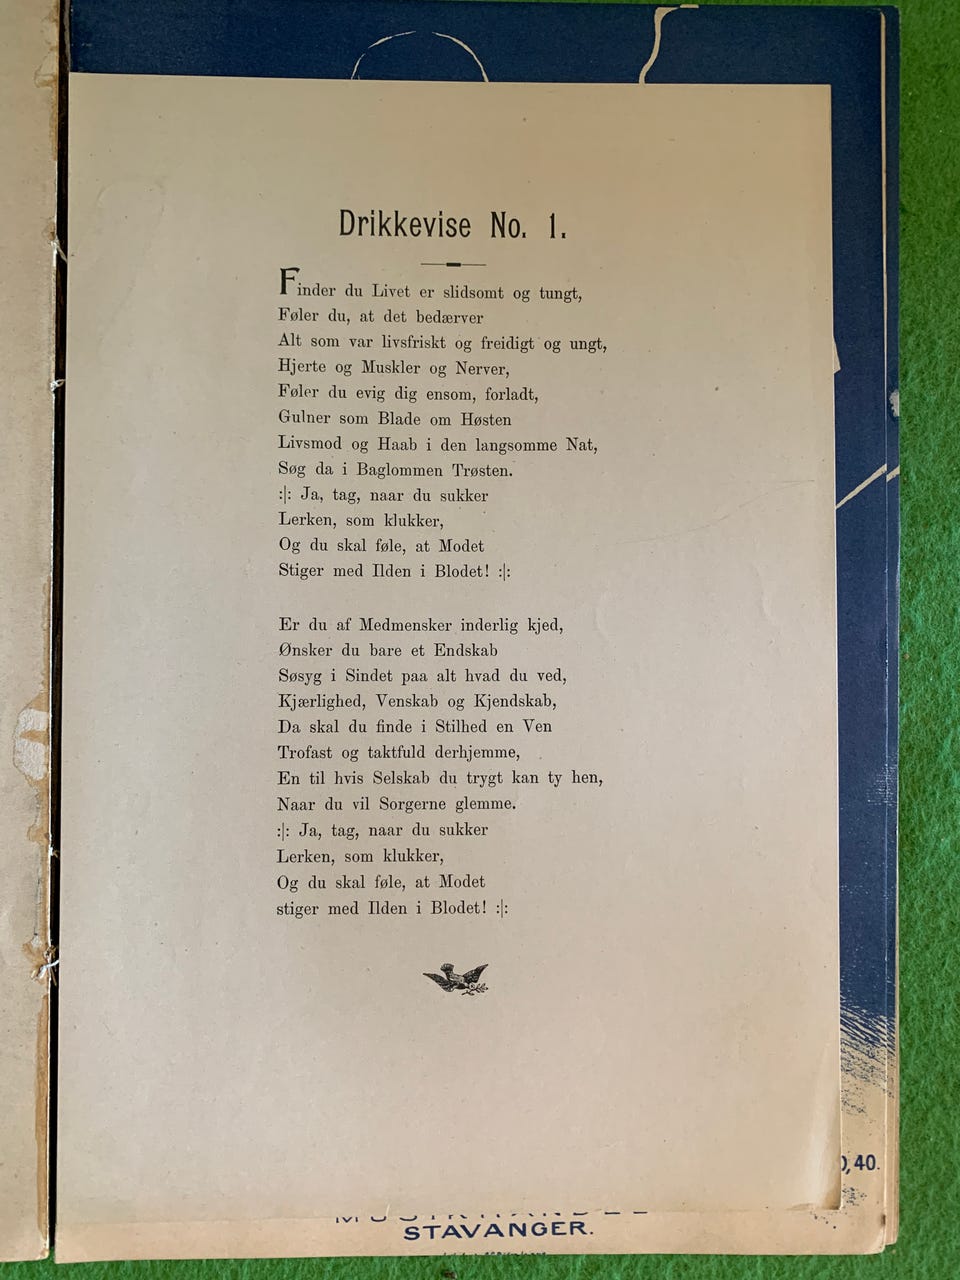 Drikkevise No. 1.
Finder du Livet er slidsomt og tungt,
Føler du, at det bedærver
Alt som var livsfriskt og freidigt og ungt,
Hjerte og Muskler og Nerver,
Føler du evig dig ensom, forladt,
Gulner som Blade om Høsten
Livsmod og Haab i den langsomme Nat,
Søg da i Baglommen Trøsten.
:|: Ja, tag, naar du sukker
Lerken, som klukker,
Og du skal føle, at Modet
Stiger med Ilden i Blodet! :|:
Er du af Medmensker inderlig kjed,
Ønsker du bare et Endskab
Søsyg i Sindet paa alt hvad du ved,
Kjærlighed, Venskab og Kjendskab,
Da skal du finde i Stilhed en Ven
Trofast og taktfuld derhjemme,
En til hvis Selskab du trygt kan ty hen,
Naar du vil Sorgerne glemme.
:|: Ja, tag, naar du sukker
Lerken, som klukker,
Og du skal føle, at Modet
stiger med Ilden i Blodet! :|:
,40.
STAVANGER.